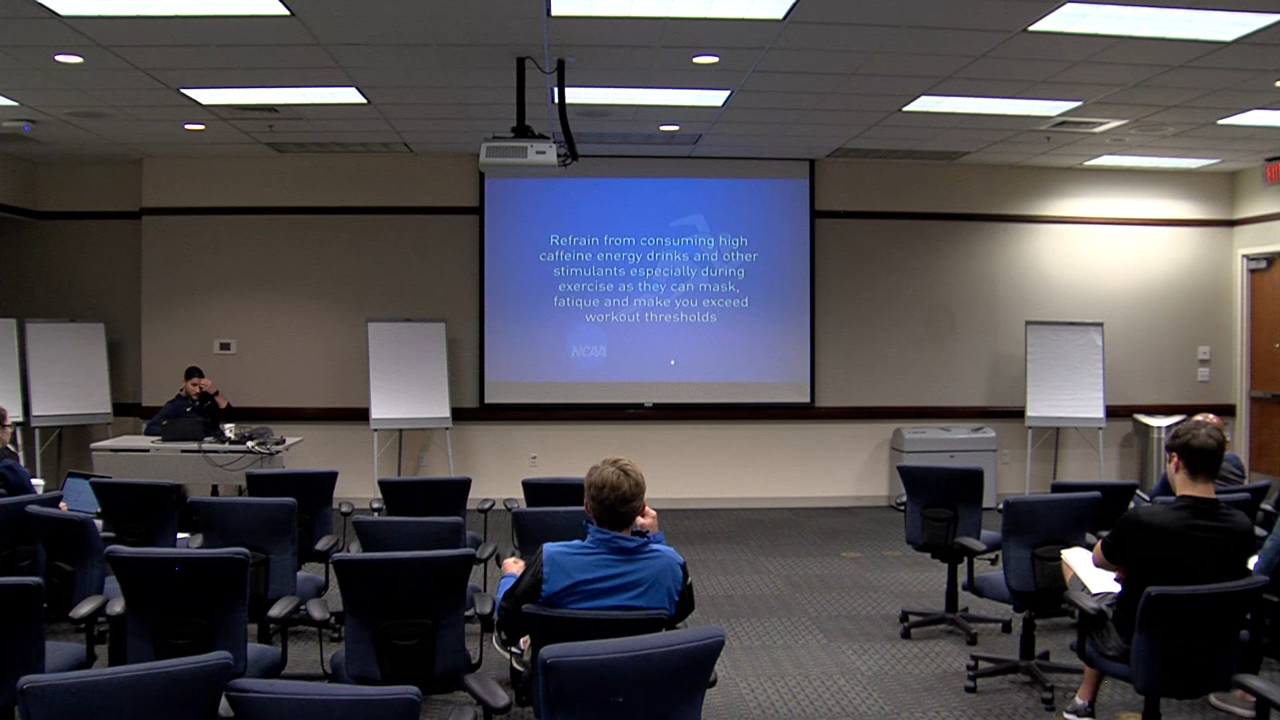 Refrain from consuming high
caffeine energy drinks and other
stimulants especially during
exercise as they can mask,
fatique and make you exceed
workout thresholds
NCAA